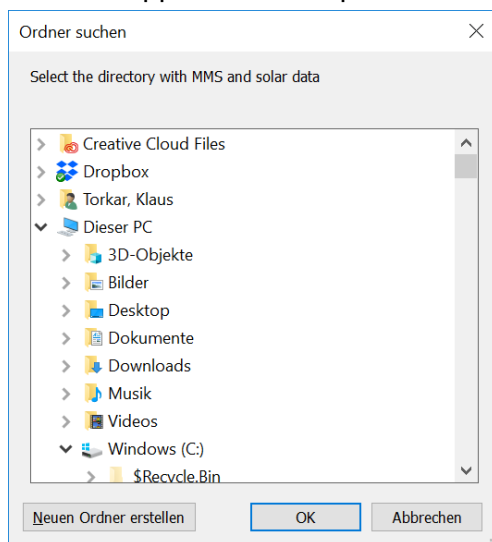 Ordner suchen
Select the directory with MMS and solar data
Creative Cloud Files
Dropbox
Torkar, Klaus
Dieser PC
3D-Objekte
Bilder
Desktop
Dokumente
Downloads
Musik
Videos
Windows (C:)
$Recycle.Bin
Neuen Ordner erstellen OK Abbrechen